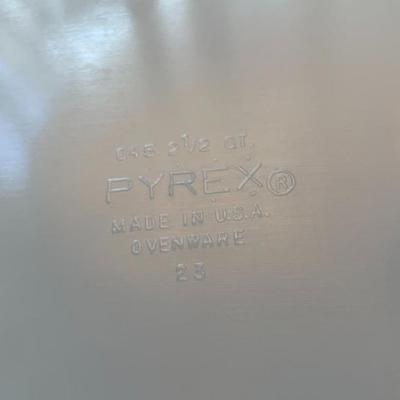 045 2 1/2 QT.
PYREX®
MADE IN U.S.A.
OVENWARE
23